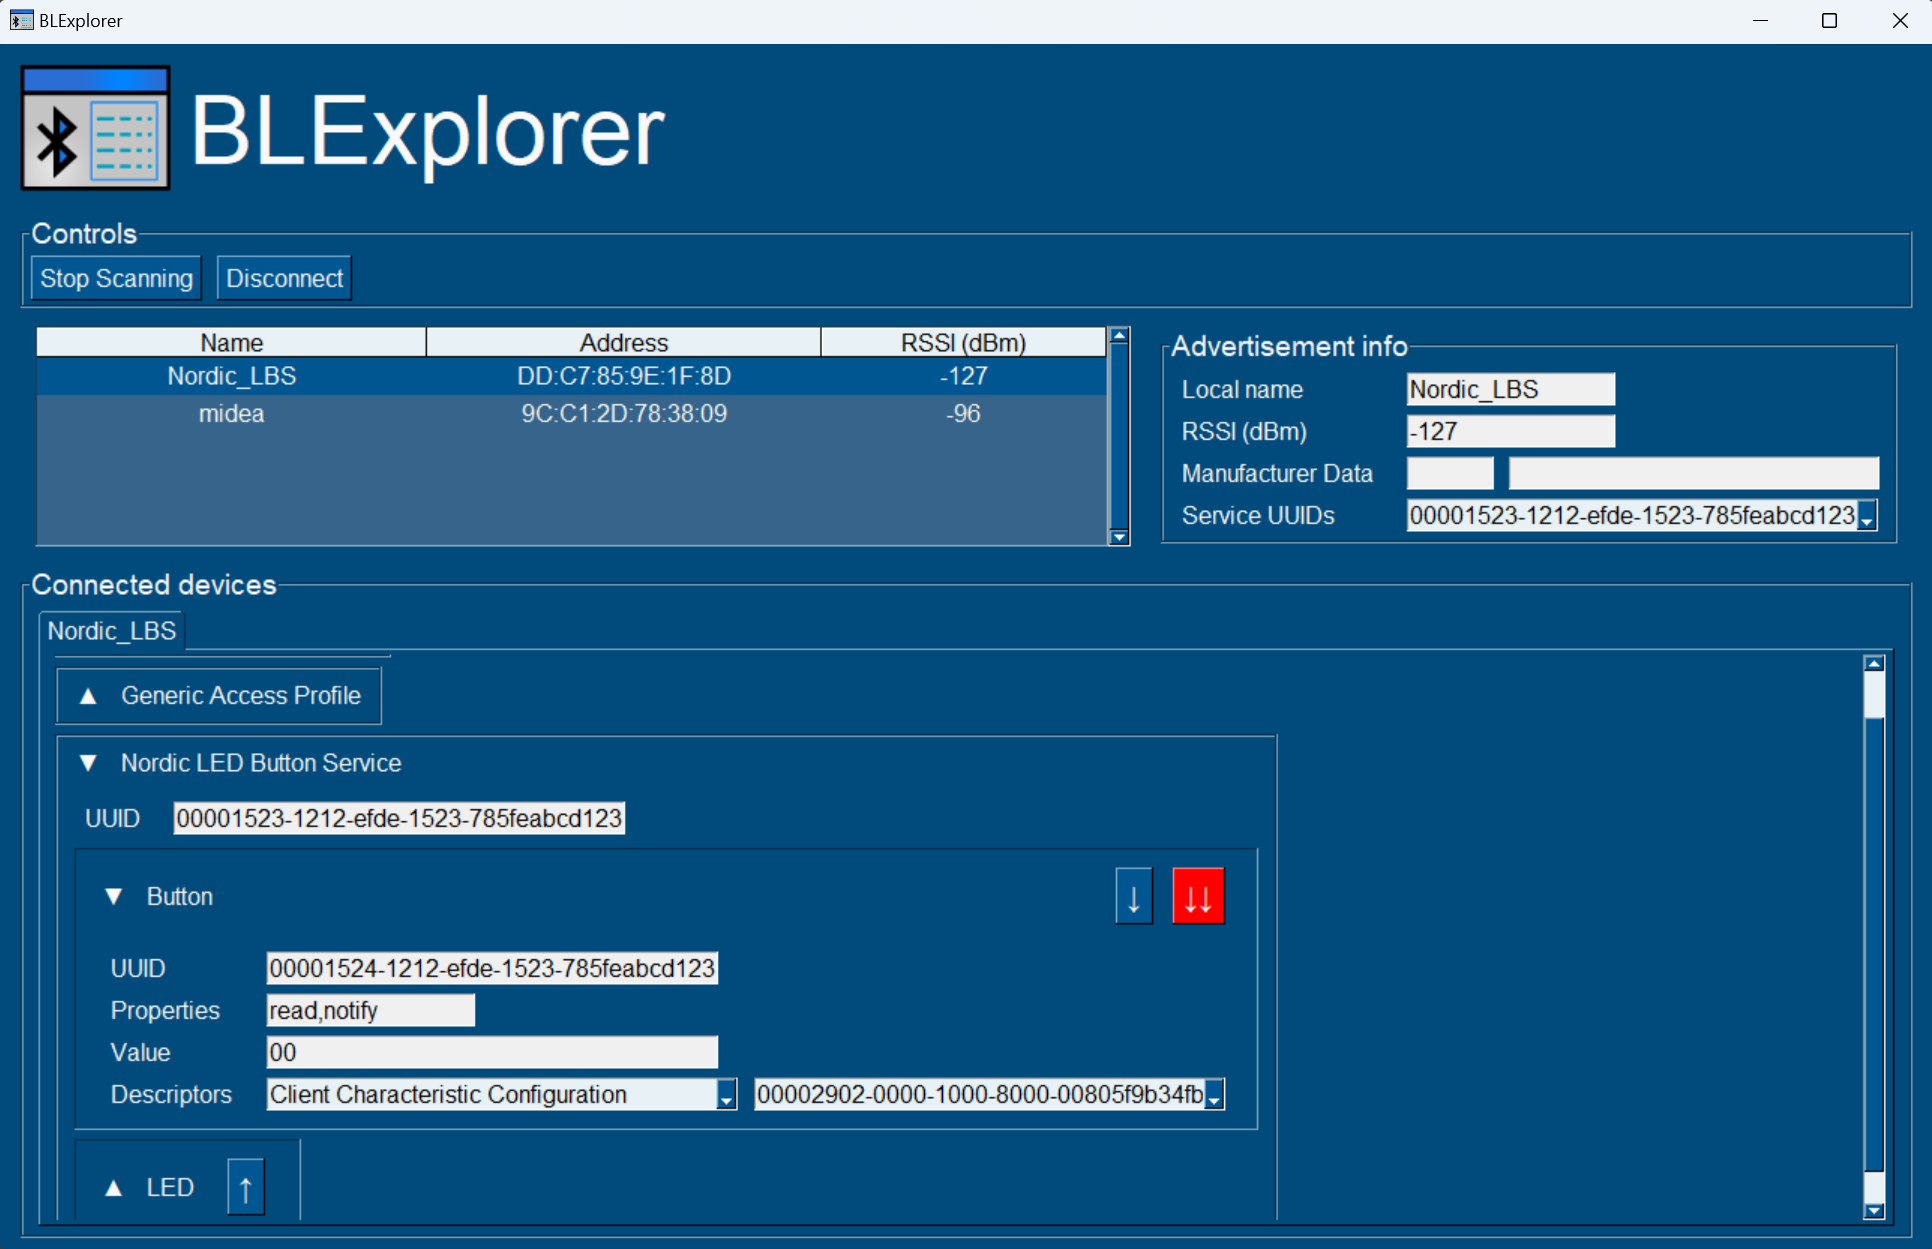 BLExplorer
BLExplorer
Controls
Stop Scanning Disconnect
Name Address RSSI (dBm)
Nordic_LBS DD:C7:85:9E:1F:8D -127
midea 9C:C1:2D:78:38:09 -96
Advertisement info
Local name Nordic_LBS
RSSI (dBm) -127
Manufacturer Data
Service UUIDs 00001523-1212-efde-1523-785feabcd123
Connected devices
Nordic_LBS
▲ Generic Access Profile
▼ Nordic LED Button Service
UUID 00001523-1212-efde-1523-785feabcd123
▼ Button ↓ ↓↓
UUID 00001524-1212-efde-1523-785feabcd123
Properties read,notify
Value 00
Descriptors Client Characteristic Configuration 00002902-0000-1000-8000-00805f9b34fb
▲ LED ↑